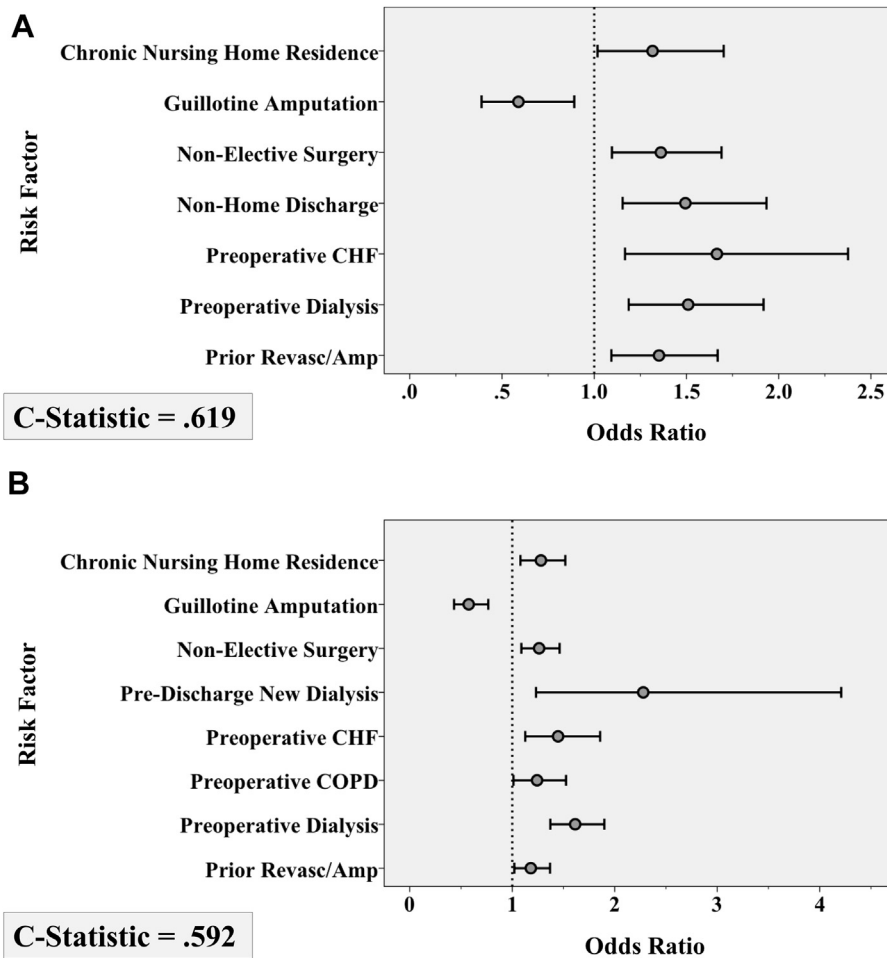 A
Risk Factor
Chronic Nursing Home Residence
Guillotine Amputation
Non-Elective Surgery
Non-Home Discharge
Preoperative CHF
Preoperative Dialysis
Prior Revasc/Amp
.0 .5 1.0 1.5 2.0 2.5
Odds Ratio
C-Statistic = .619
B
Risk Factor
Chronic Nursing Home Residence
Guillotine Amputation
Non-Elective Surgery
Pre-Discharge New Dialysis
Preoperative CHF
Preoperative COPD
Preoperative Dialysis
Prior Revasc/Amp
0 1 2 3 4
Odds Ratio
C-Statistic = .592